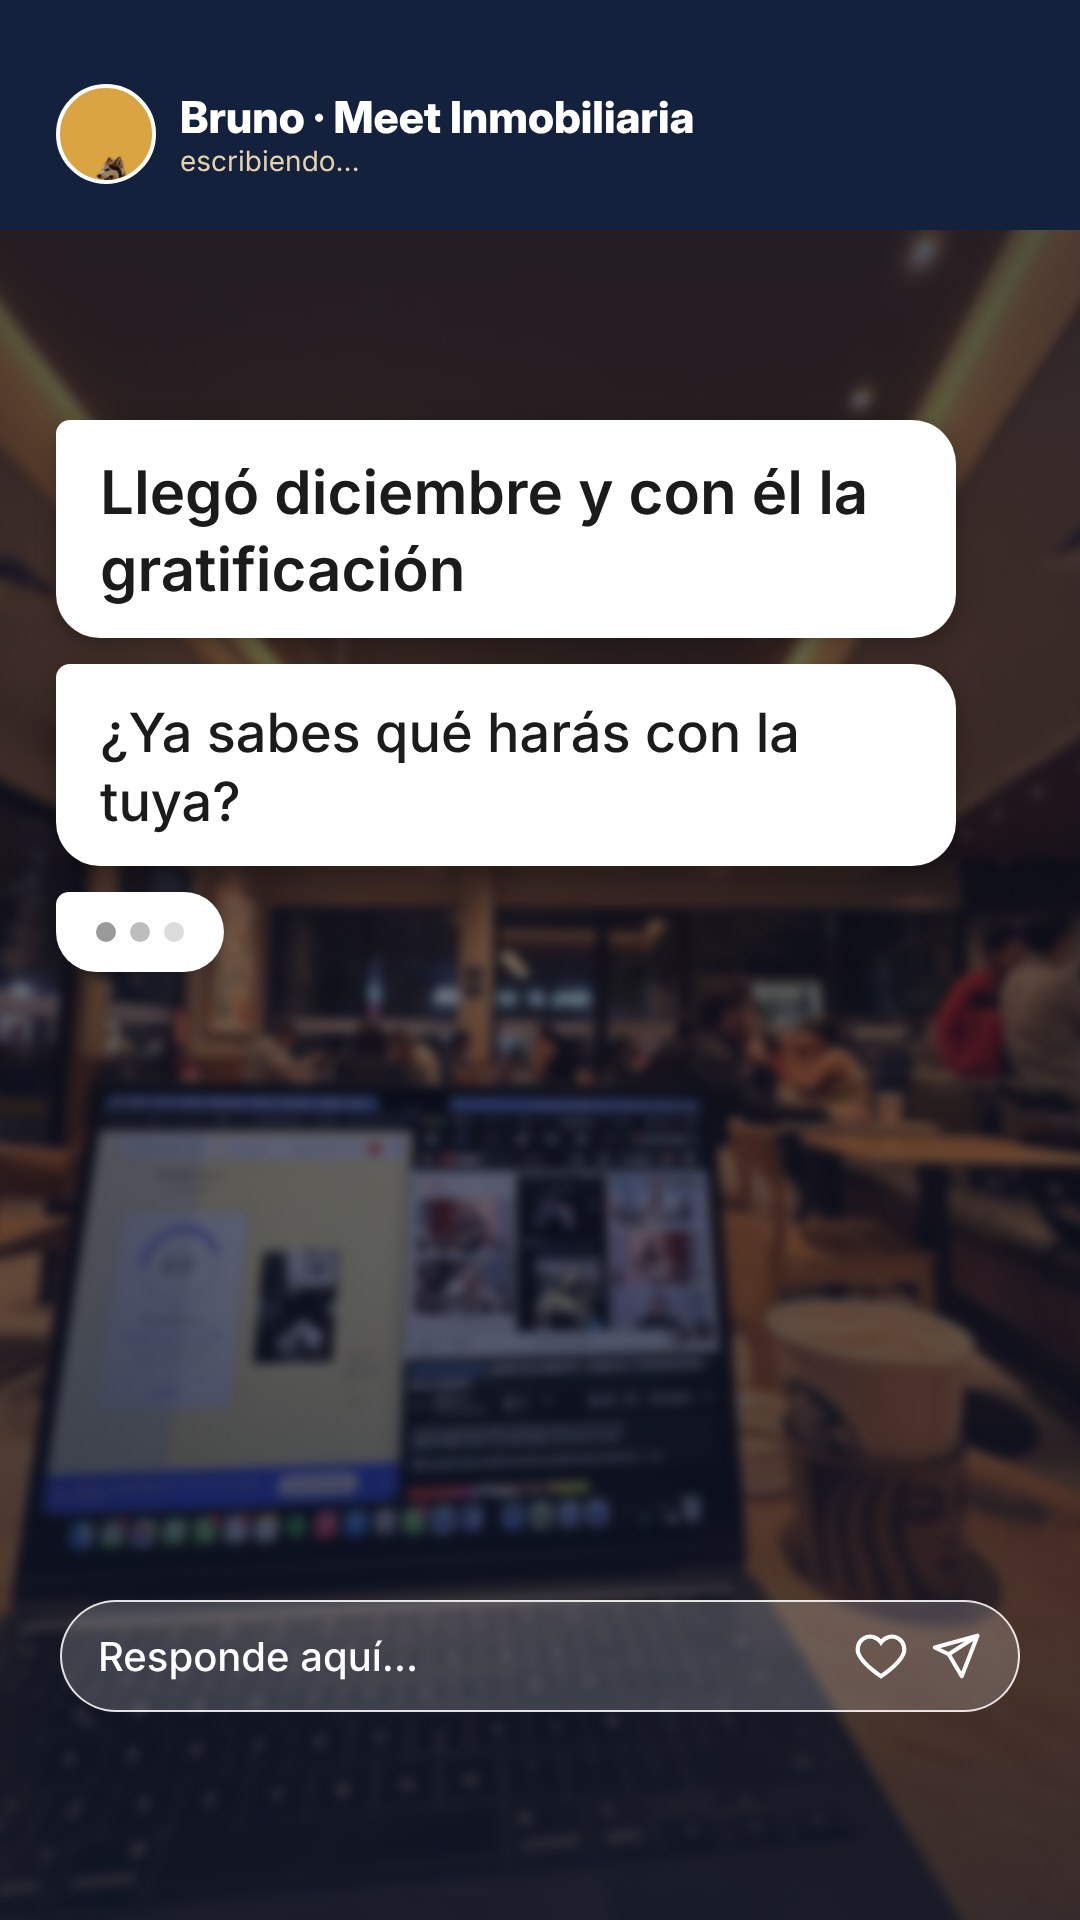 Bruno · Meet Inmobiliaria
escribiendo...
Llegó diciembre y con él la
gratificación
¿Ya sabes qué harás con la
tuya?
Responde aquí...